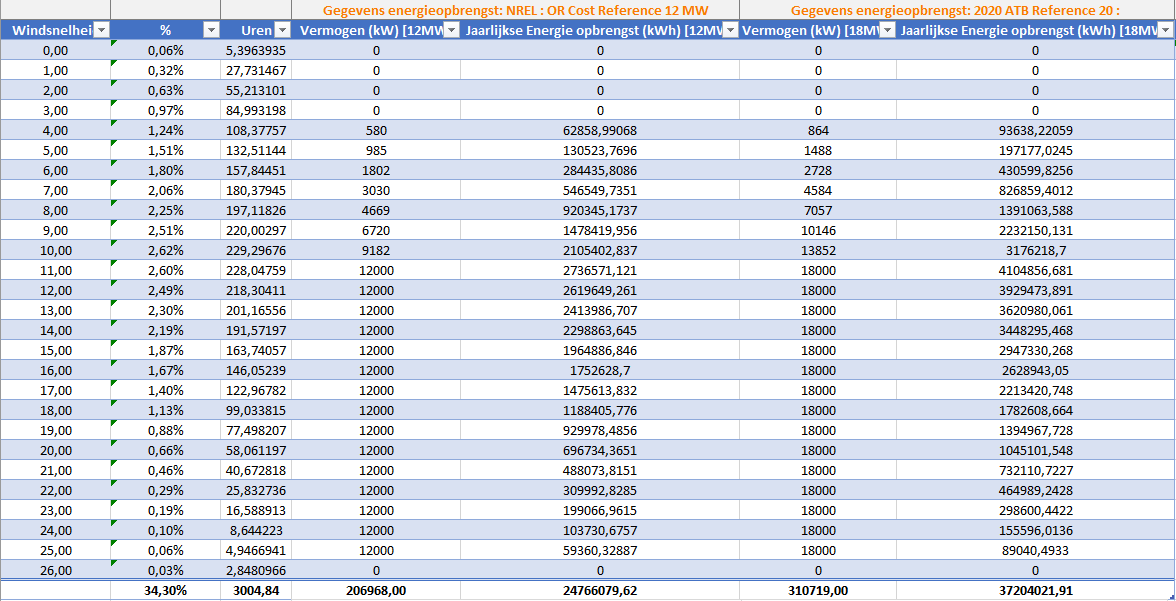 Gegevens energieopbrengst: NREL : OR Cost Reference 12 MW Gegevens energieopbrengst: 2020 ATB Reference 20 :
Windsnelhei % Uren Vermogen (kW) [12MW Jaarlijkse Energie opbrengst (kWh) [12MW Vermogen (kW) [18MW Jaarlijkse Energie opbrengst (kWh) [18MW
0,00 0,06% 5,3963935 0 0 0 0
1,00 0,32% 27,731467 0 0 0 0
2,00 0,63% 55,213101 0 0 0 0
3,00 0,97% 84,993198 0 0 0 0
4,00 1,24% 108,37757 580 62858,99068 864 93638,22059
5,00 1,51% 132,51144 985 130523,7696 1488 197177,0245
6,00 1,80% 157,84451 1802 284435,8086 2728 430599,8256
7,00 2,06% 180,37945 3030 546549,7351 4584 826859,4012
8,00 2,25% 197,11826 4669 920345,1737 7057 1391063,588
9,00 2,51% 220,00297 6720 1478419,956 10146 2232150,131
10,00 2,62% 229,29676 9182 2105402,837 13852 3176218,7
11,00 2,60% 228,04759 12000 2736571,121 18000 4104856,681
12,00 2,49% 218,30411 12000 2619649,261 18000 3929473,891
13,00 2,30% 201,16556 12000 2413986,707 18000 3620980,061
14,00 2,19% 191,57197 12000 2298863,645 18000 3448295,468
15,00 1,87% 163,74057 12000 1964886,846 18000 2947330,268
16,00 1,67% 146,05239 12000 1752628,7 18000 2628943,05
17,00 1,40% 122,96782 12000 1475613,832 18000 2213420,748
18,00 1,13% 99,033815 12000 1188405,776 18000 1782608,664
19,00 0,88% 77,498207 12000 929978,4856 18000 1394967,728
20,00 0,66% 58,061197 12000 696734,3651 18000 1045101,548
21,00 0,46% 40,672818 12000 488073,8151 18000 732110,7227
22,00 0,29% 25,832736 12000 309992,8285 18000 464989,2428
23,00 0,19% 16,588913 12000 199066,9615 18000 298600,4422
24,00 0,10% 8,644223 12000 103730,6757 18000 155596,0136
25,00 0,06% 4,9466941 12000 59360,32887 18000 89040,4933
26,00 0,03% 2,8480966 0 0 0 0
34,30% 3004,84 206968,00 24766079,62 310719,00 37204021,91